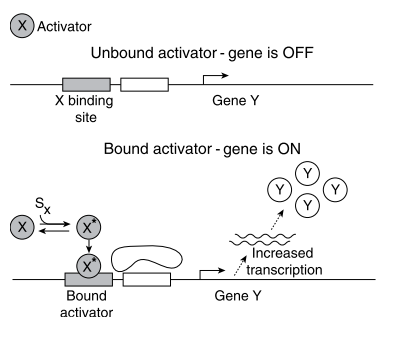 X Activator
Unbound activator - gene is OFF
X binding
site
Gene Y
Bound activator - gene is ON
Y
Y Y
Y
Sx
X X*
X*
Increased
transcription
Bound
activator
Gene Y